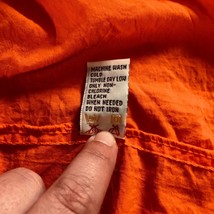 MACHINE WASH
COLD
TUMBLE DRY LOW
ONLY NON-
CHLORINE
BLEACH
WHEN NEEDED
DO NOT IRON